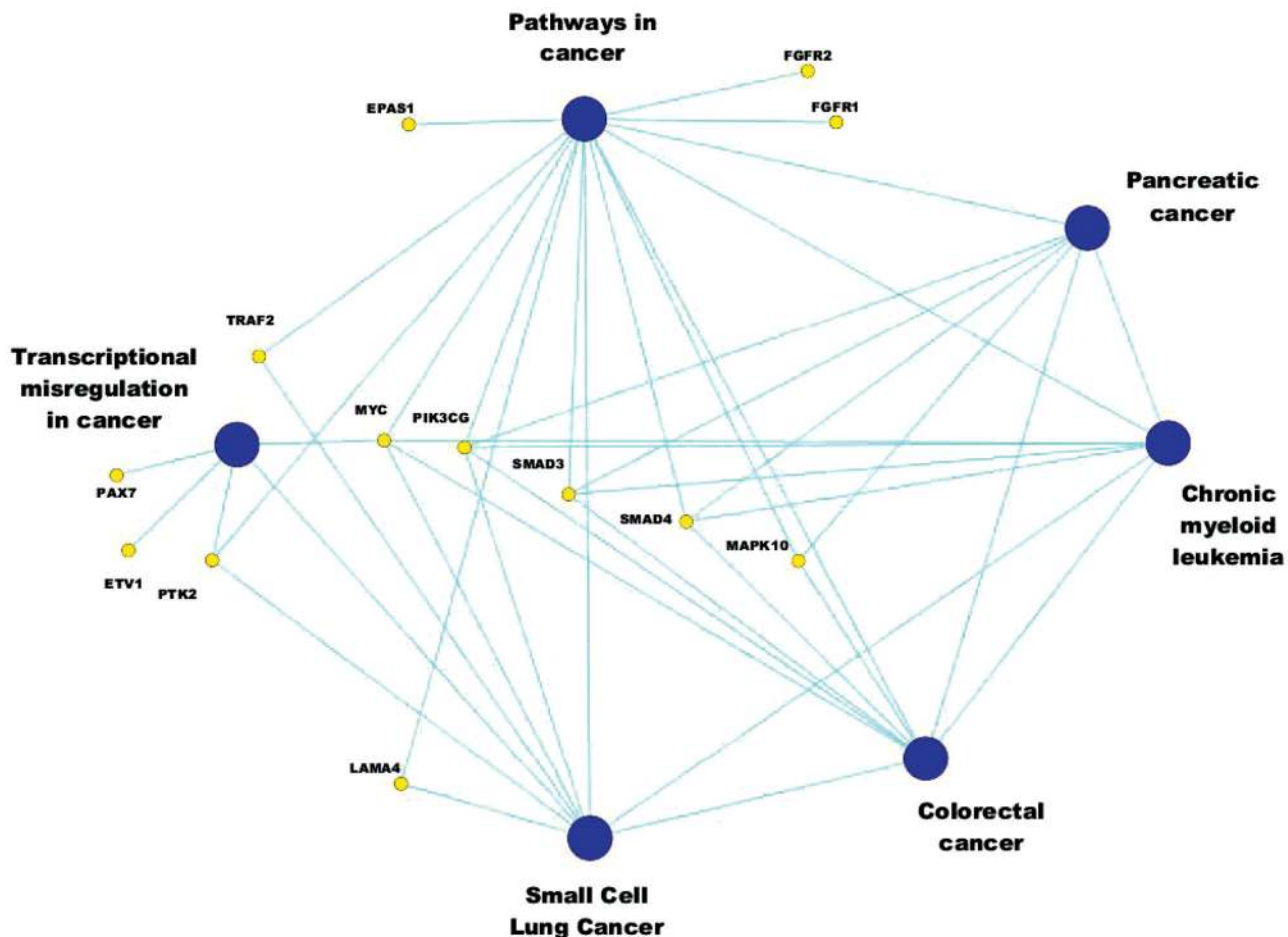 Pathways in
cancer
FGFR2
EPAS1
FGFR1
Pancreatic
cancer
TRAF2
Transcriptional
misregulation
in cancer
MYC
PIK3CG
SMAD3
PAX7
SMAD4
MAPK10
Chronic
myeloid
leukemia
ETV1
PTK2
LAMA4
Colorectal
cancer
Small Cell
Lung Cancer